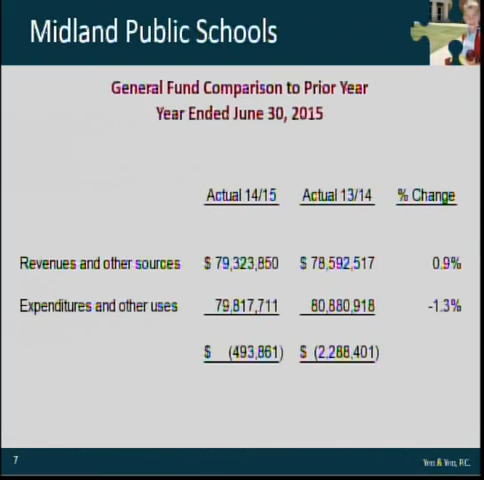 Midland Public Schools
General Fund Comparison to Prior Year
Year Ended June 30, 2015
Actual 14/15 Actual 13/14 % Change
Revenues and other sources $ 79,323,850 $ 78,592,517 0.9%
Expenditures and other uses 79,817,711 80,880,918 -1.3%
$ (493,861) $ (2,288,401)
7 Yeo & Yeo, P.C.